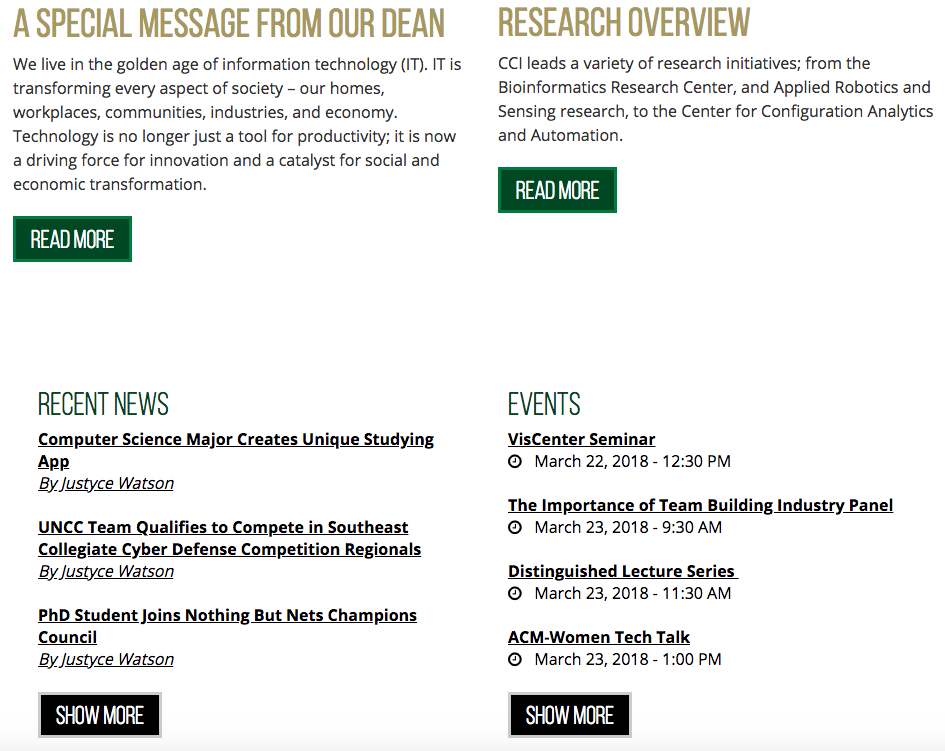 A SPECIAL MESSAGE FROM OUR DEAN
We live in the golden age of information technology (IT). IT is
transforming every aspect of society – our homes,
workplaces, communities, industries, and economy.
Technology is no longer just a tool for productivity; it is now
a driving force for innovation and a catalyst for social and
economic transformation.
READ MORE
RESEARCH OVERVIEW
CCI leads a variety of research initiatives; from the
Bioinformatics Research Center, and Applied Robotics and
Sensing research, to the Center for Configuration Analytics
and Automation.
READ MORE
RECENT NEWS
Computer Science Major Creates Unique Studying
App
By Justyce Watson
UNCC Team Qualifies to Compete in Southeast
Collegiate Cyber Defense Competition Regionals
By Justyce Watson
PhD Student Joins Nothing But Nets Champions
Council
By Justyce Watson
SHOW MORE
EVENTS
VisCenter Seminar
March 22, 2018 - 12:30 PM
The Importance of Team Building Industry Panel
March 23, 2018 - 9:30 AM
Distinguished Lecture Series
March 23, 2018 - 11:30 AM
ACM-Women Tech Talk
March 23, 2018 - 1:00 PM
SHOW MORE